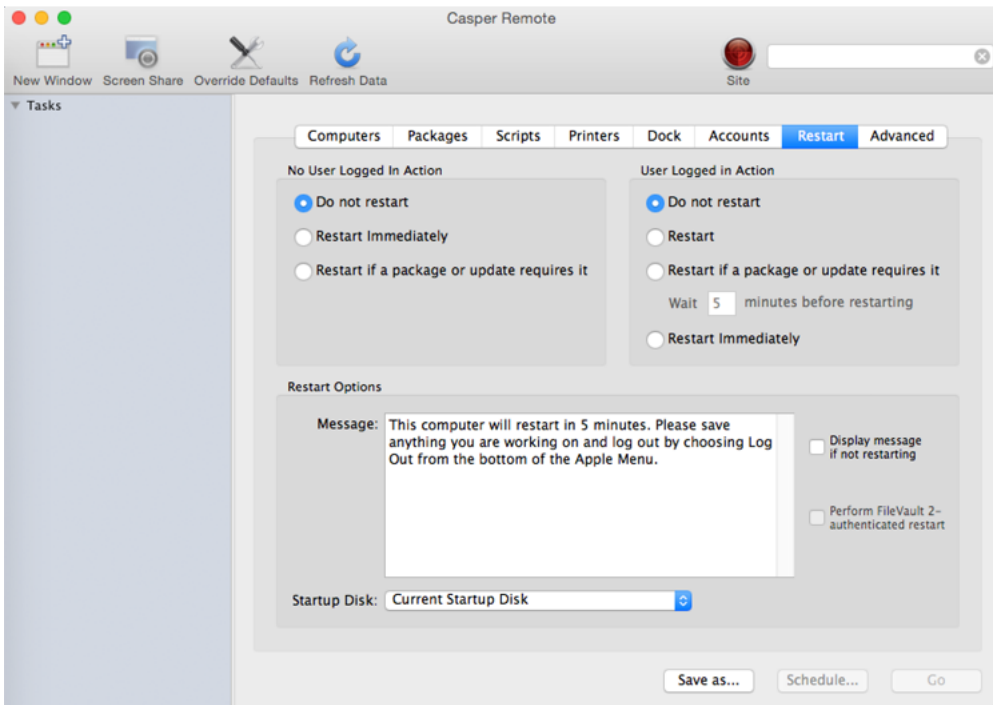 Casper Remote
New Window Screen Share Override Defaults Refresh Data Site
Tasks
Computers Packages Scripts Printers Dock Accounts Restart Advanced
No User Logged In Action
Do not restart
Restart Immediately
Restart if a package or update requires it
User Logged in Action
Do not restart
Restart
Restart if a package or update requires it
Wait 5 minutes before restarting
Restart Immediately
Restart Options
Message:
This computer will restart in 5 minutes. Please save
anything you are working on and log out by choosing Log
Out from the bottom of the Apple Menu.
Display message
if not restarting
Perform FileVault 2-
authenticated restart
Startup Disk: Current Startup Disk
Save as... Schedule... Go